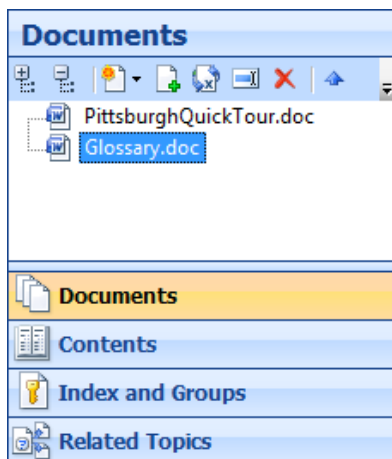 Documents
PittsburghQuickTour.doc
Glossary.doc
Documents
Contents
Index and Groups
Related Topics